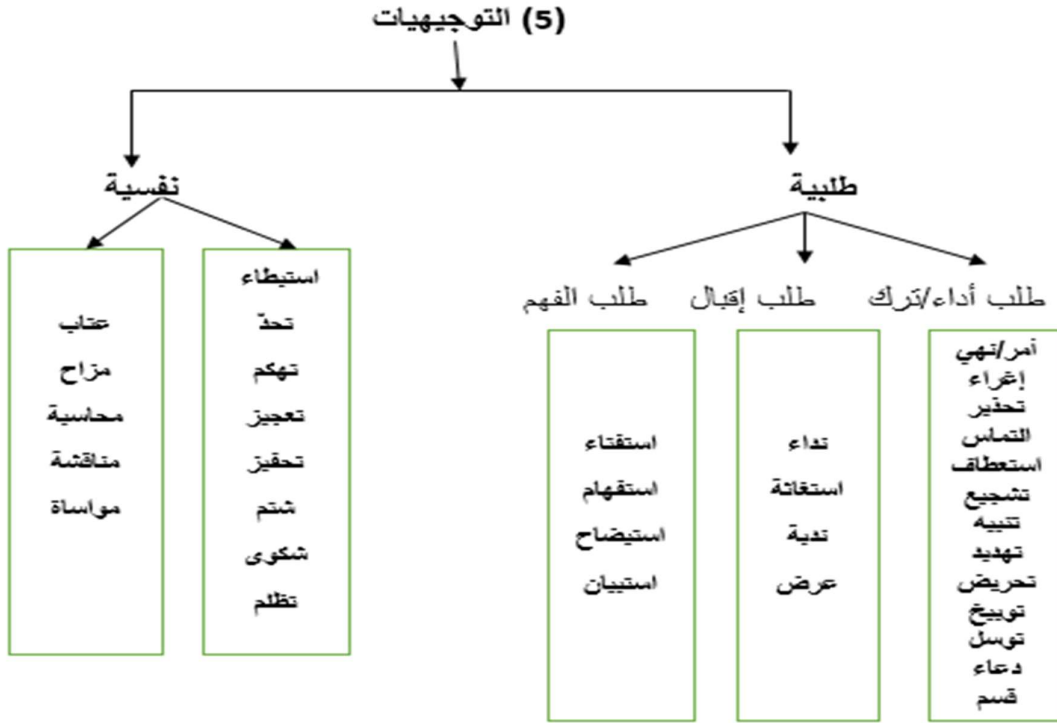 (5) التوجيهيات
طلبية
نفسية
طلب أداء/ترك
طلب إقبال
طلب الفهم
أمر/نهي
إغراء
تحذير
التماس
استعطاف
تشجيع
تنبيه
تهديد
تحريض
توبيخ
توسل
دعاء
قسم
نداء
استغاثة
ندبة
عرض
استفتاء
استفهام
استيضاح
استبيان
استبطاء
تحدّ
تهكم
تعجيز
تحفيز
شتم
شكوى
تظلم
عتاب
مزاح
محاسبة
مناقشة
مواساة